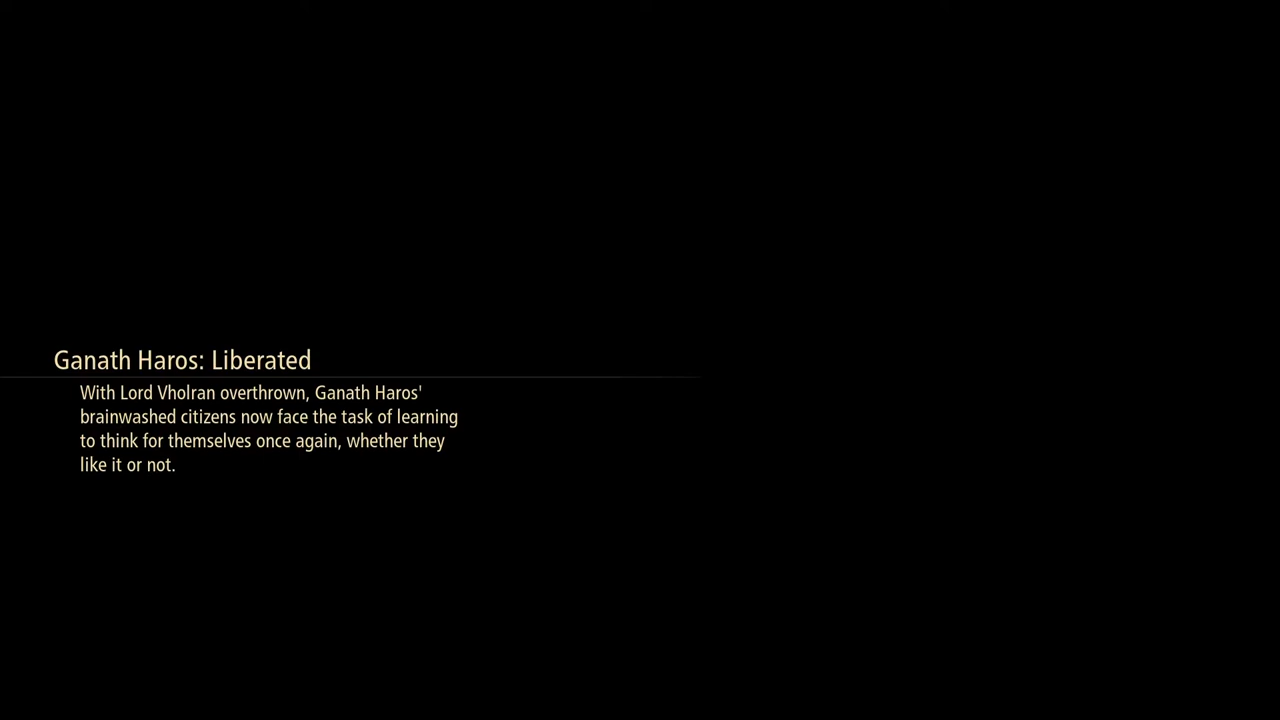 Ganath Haros: Liberated
With Lord Vholran overthrown, Ganath Haros'
brainwashed citizens now face the task of learning
to think for themselves once again, whether they
like it or not.